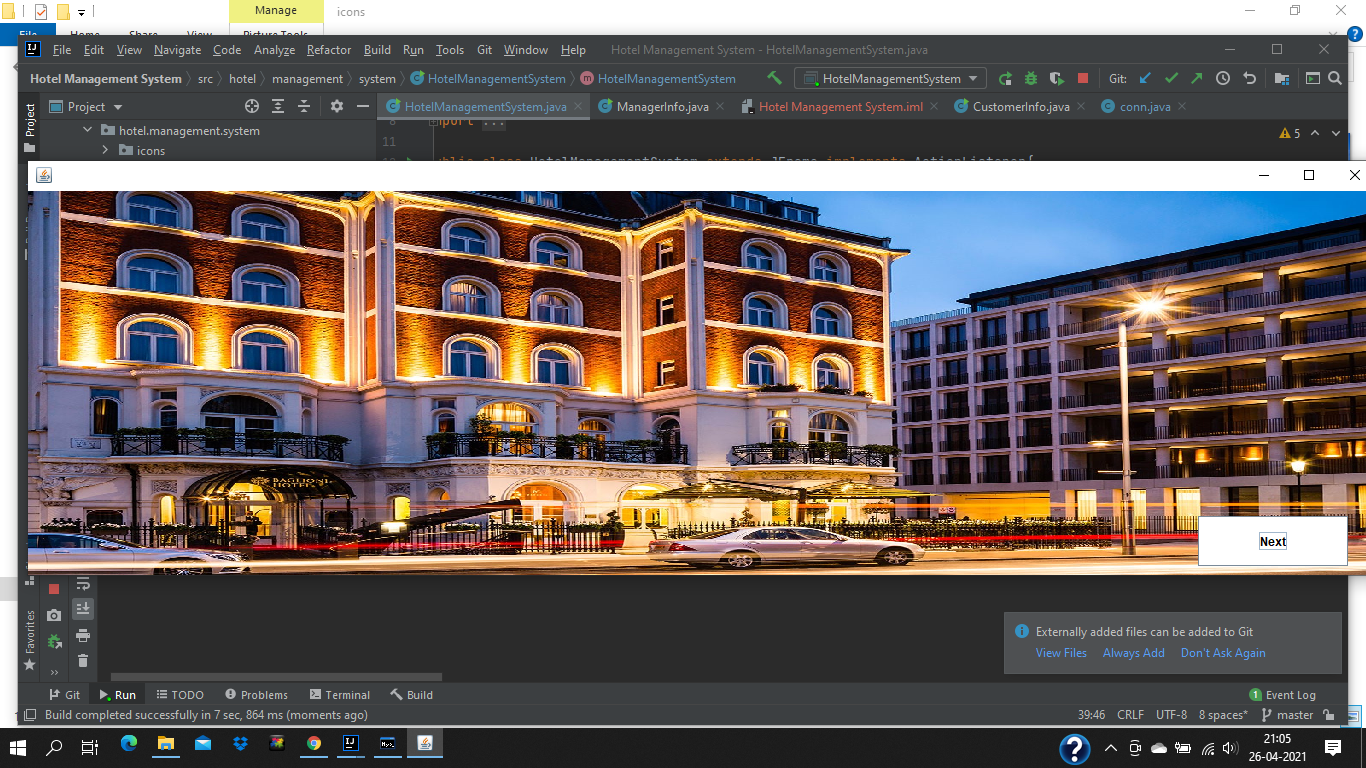 Manage
icons
File Home Share View Picture Tools
File Edit View Navigate Code Analyze Refactor Build Run Tools Git Window Help Hotel Management System - HotelManagementSystem.java
Hotel Management System src hotel management system HotelManagementSystem HotelManagementSystem HotelManagementSystem Git:
Project
Project HotelManagementSystem.java ManagerInfo.java Hotel Management System.iml CustomerInfo.java conn.java
hotel.management.system
icons
import ...
11
5
public class HotelManagementSystem extends JFrame implements ActionListener{
BAGLIONI
HOTEL
Next
Favorites
Externally added files can be added to Git
View Files Always Add Don't Ask Again
Git Run TODO Problems Terminal Build 1 Event Log
Build completed successfully in 7 sec, 864 ms (moments ago) 39:46 CRLF UTF-8 8 spaces* master
21:05
26-04-2021